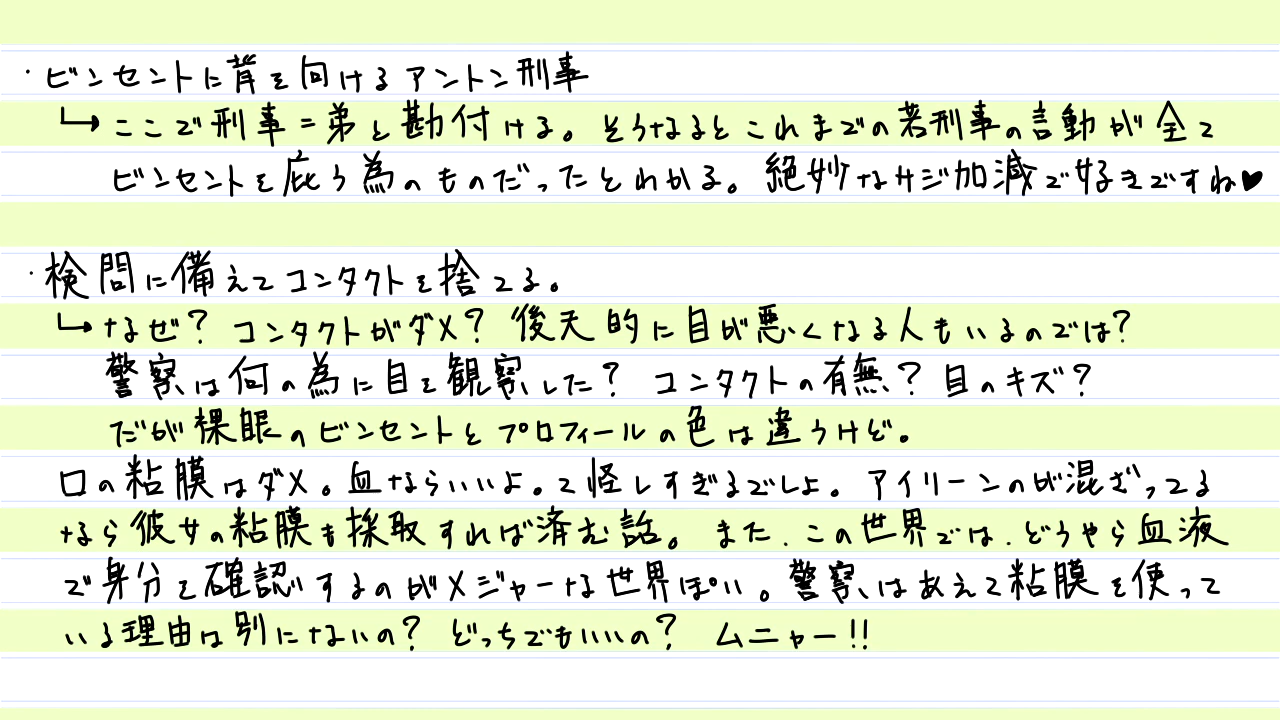 ・ビンセントに背を向けるアントン刑事
↳ここで刑事=弟と勘付ける。そうなるとこれまでの若刑事の言動が全て
ビンセントを庇う為のものだったとわかる。絶妙なサジ加減で好きですね♥
・検問に備えてコンタクトを捨てる。
↳なぜ?コンタクトがダメ?後天的に目が悪くなる人もいるのでは?
警察は何の為に目を観察した?コンタクトの有無?目のキズ?
だが裸眼のビンセントとプロフィールの色は違うけど。
口の粘膜はダメ。血ならいいよ。て怪しすぎるでしょ。アイリーンのが混ざってる
なら彼女の粘膜も採取すれば済む話。また、この世界では、どうやら血液
で身分を確認するのがメジャーな世界ぽい。警察はあえて粘膜を使って
いる理由は別にないの?どっちでもいいの?ムニャー!!